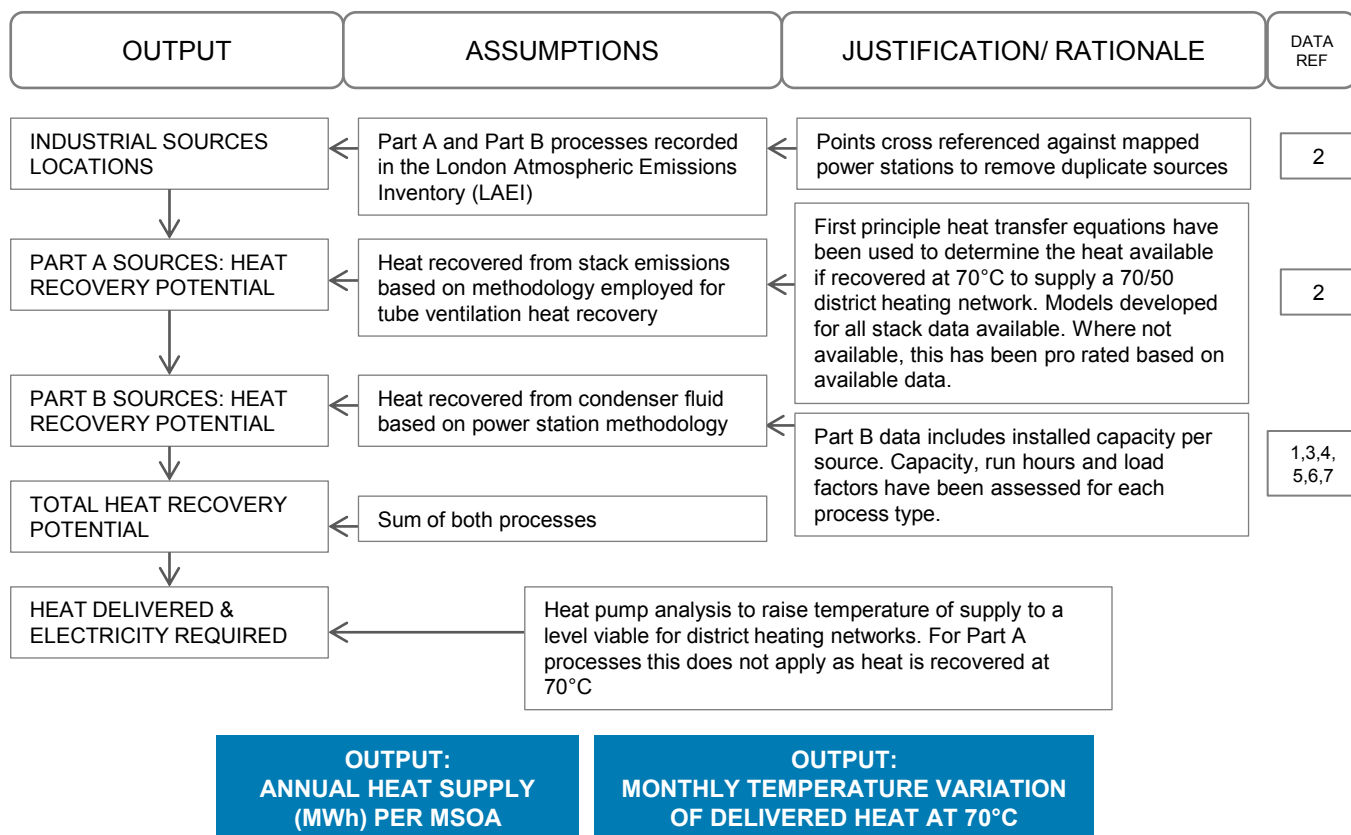 OUTPUT
ASSUMPTIONS
JUSTIFICATION/ RATIONALE
DATA
REF
INDUSTRIAL SOURCES
LOCATIONS
Part A and Part B processes recorded
in the London Atmospheric Emissions
Inventory (LAEI)
Points cross referenced against mapped
power stations to remove duplicate sources
2
PART A SOURCES: HEAT
RECOVERY POTENTIAL
Heat recovered from stack emissions
based on methodology employed for
tube ventilation heat recovery
First principle heat transfer equations have
been used to determine the heat available
if recovered at 70°C to supply a 70/50
district heating network. Models developed
for all stack data available. Where not
available, this has been pro rated based on
available data.
2
PART B SOURCES: HEAT
RECOVERY POTENTIAL
Heat recovered from condenser fluid
based on power station methodology
Part B data includes installed capacity per
source. Capacity, run hours and load
factors have been assessed for each
process type.
1,3,4,
5,6,7
TOTAL HEAT RECOVERY
POTENTIAL
Sum of both processes
HEAT DELIVERED &
ELECTRICITY REQUIRED
Heat pump analysis to raise temperature of supply to a
level viable for district heating networks. For Part A
processes this does not apply as heat is recovered at
70°C
OUTPUT:
ANNUAL HEAT SUPPLY
(MWh) PER MSOA
OUTPUT:
MONTHLY TEMPERATURE VARIATION
OF DELIVERED HEAT AT 70°C